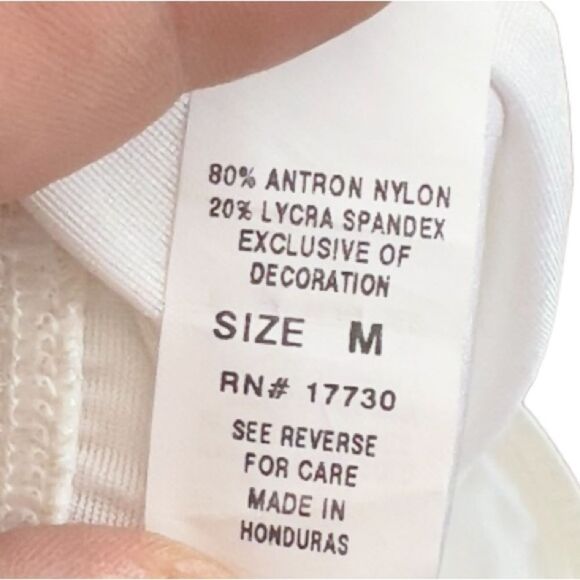 80% ANTRON NYLON
20% LYCRA SPANDEX
EXCLUSIVE OF
DECORATION
SIZE M
RN# 17730
SEE REVERSE
FOR CARE
MADE IN
HONDURAS